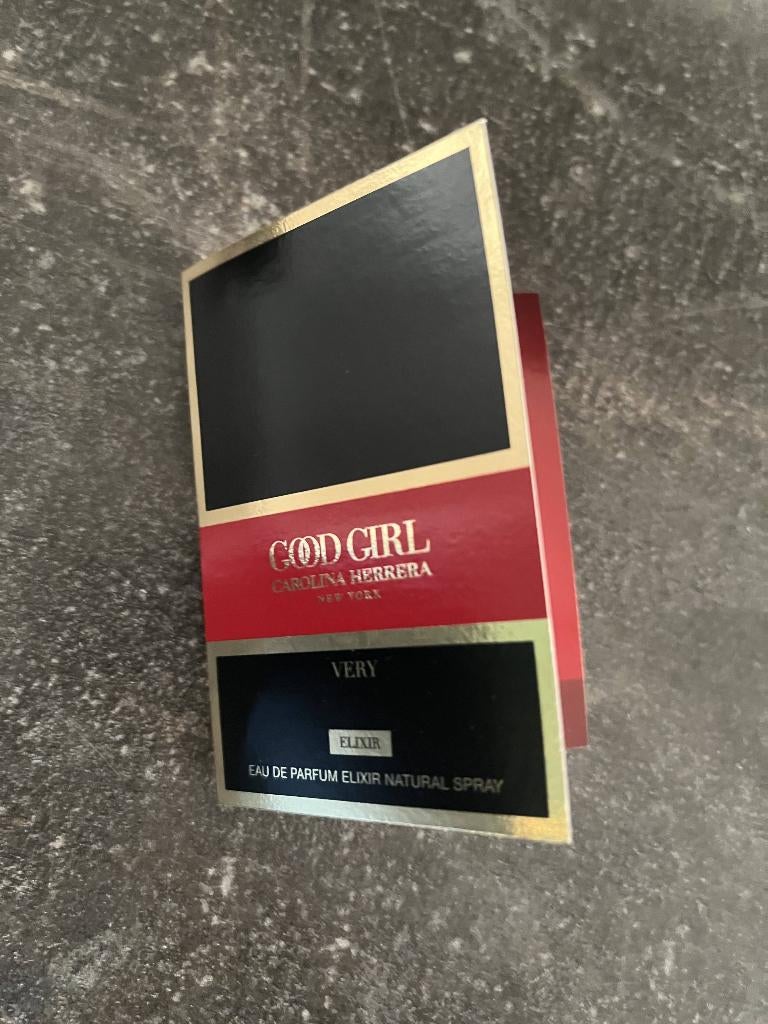 GOOD GIRL
CAROLINA HERRERA
NEW YORK
VERY
ELIXIR
EAU DE PARFUM ELIXIR NATURAL SPRAY